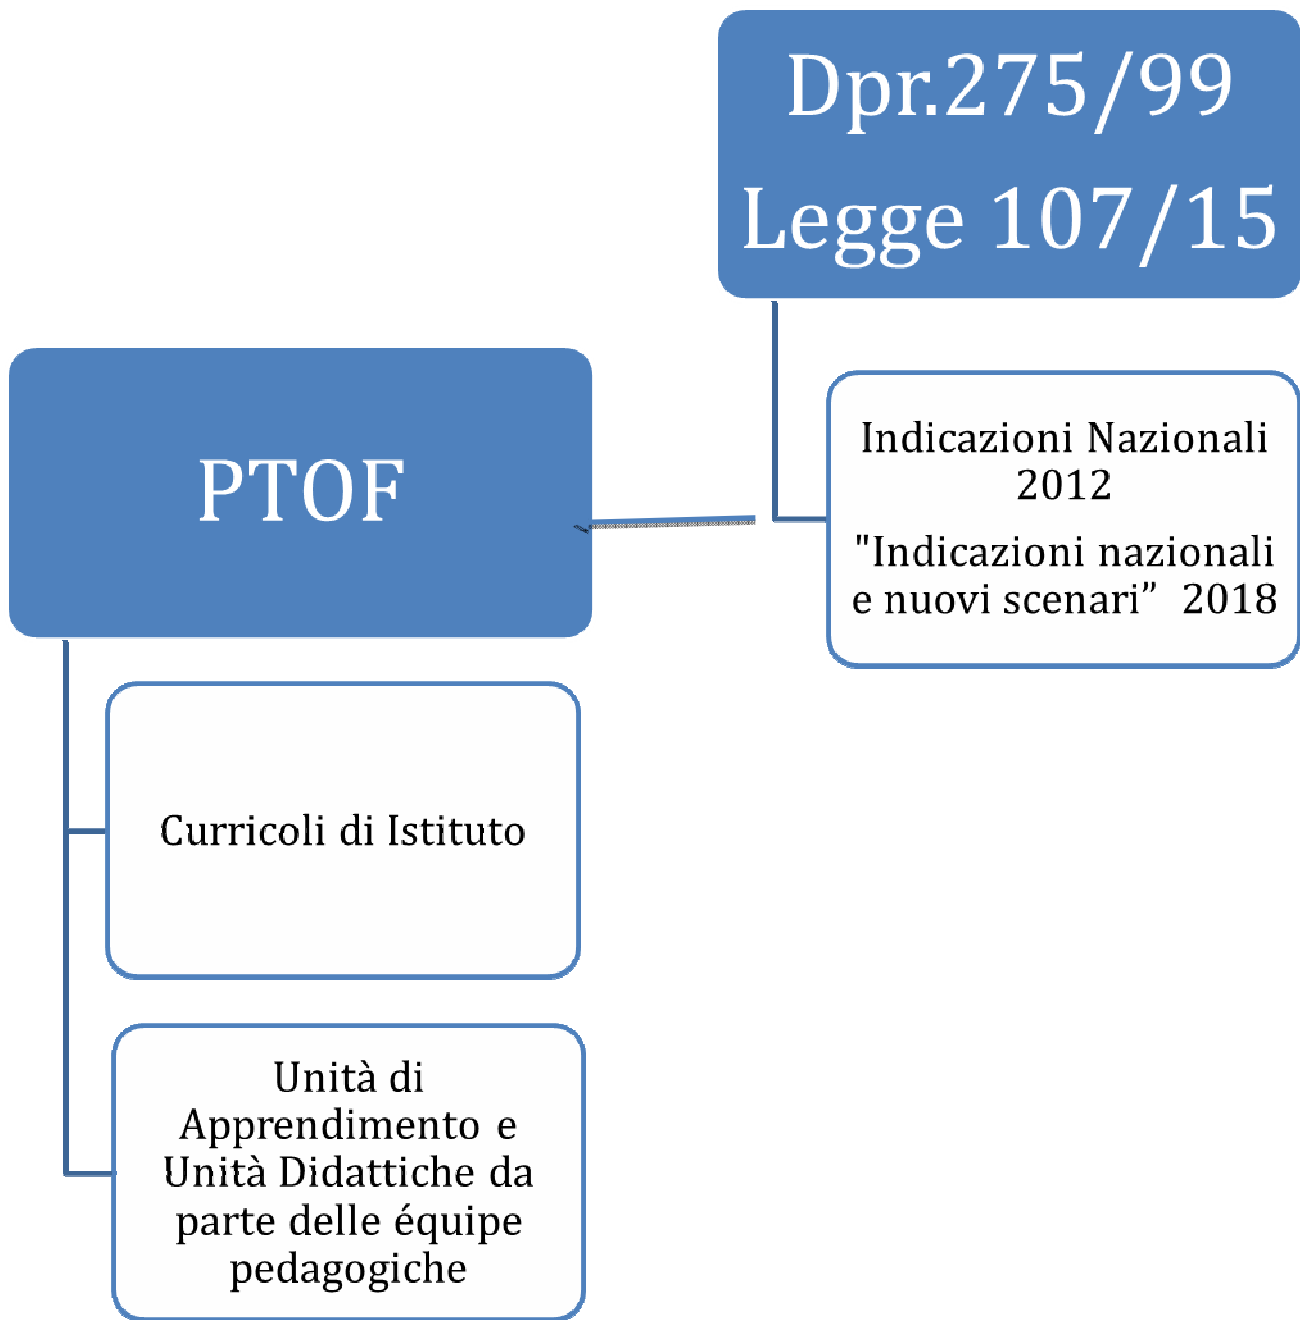 Dpr.275/99
Legge 107/15
PTOF
Indicazioni Nazionali
2012
"Indicazioni nazionali
e nuovi scenari”  2018
Curricoli di Istituto
Unità di
Apprendimento e
Unità Didattiche da
parte delle équipe
pedagogiche